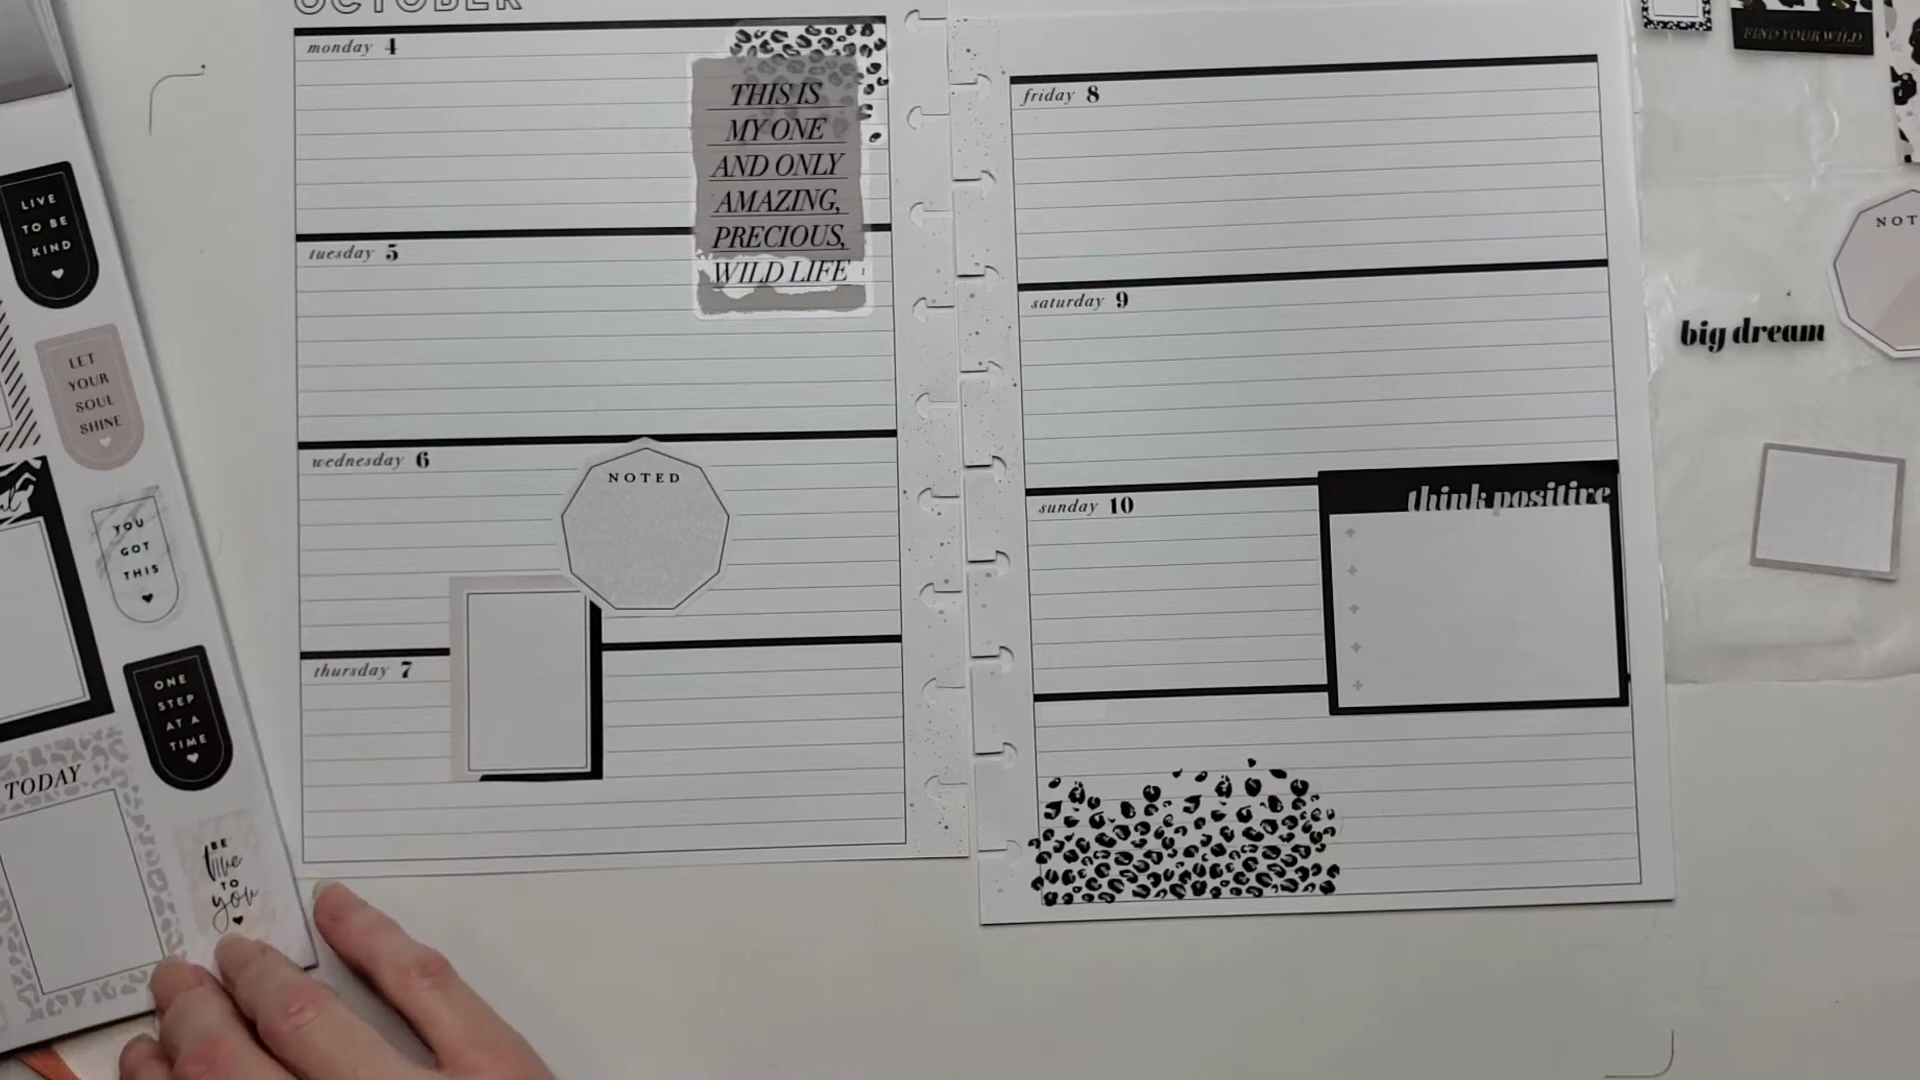 OCTOBER
monday 4
THIS IS
MY ONE
AND ONLY
AMAZING,
PRECIOUS,
WILD LIFE
tuesday 5
wednesday 6
NOTED
thursday 7
friday 8
saturday 9
sunday 10
think positive
LIVE
TO BE
KIND
LET
YOUR
SOUL
SHINE
YOU
GOT
THIS
ONE
STEP
AT A
TIME
TODAY
BE
true
TO
you
FIND YOUR WILD
NOT
big dream